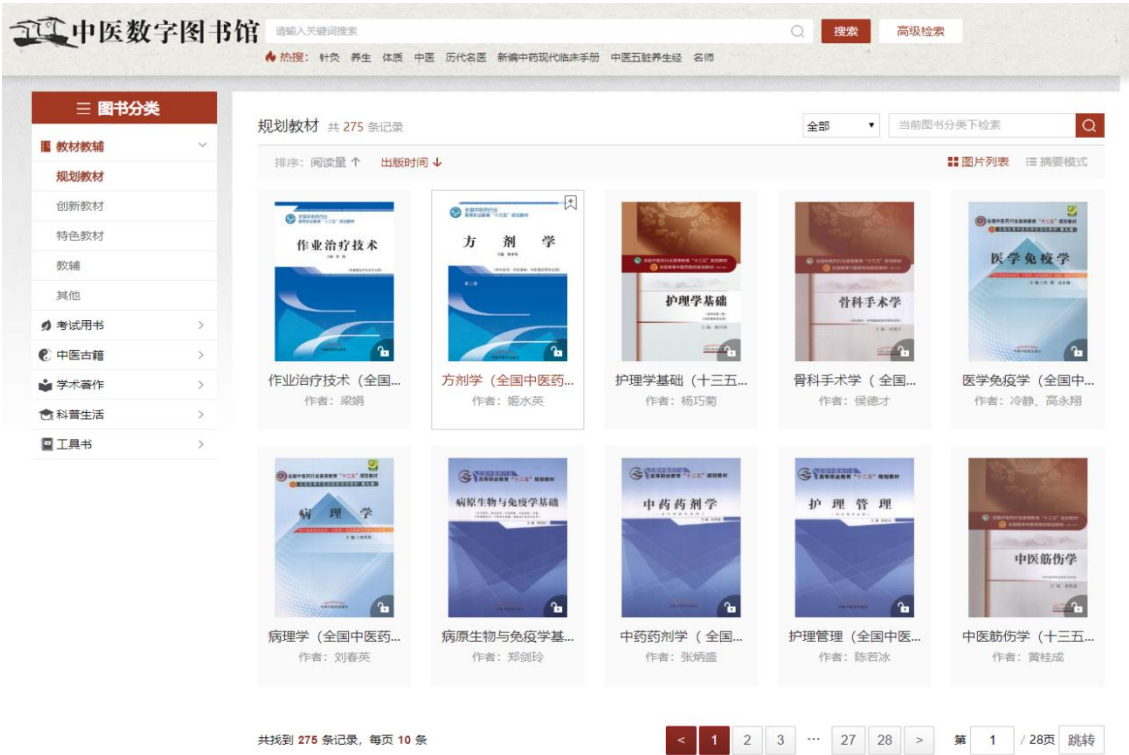 中医数字图书馆
请输入关键词搜索
搜索
高级检索
热搜： 针灸 养生 体质 中医 历代名医 新编中药现代临床手册 中医五脏养生经 名师
图书分类
教材教辅
规划教材
创新教材
特色教材
教辅
其他
考试用书
中医古籍
学术著作
科普生活
工具书
规划教材 共 275 条记录
全部
当前图书分类下检索
排序： 阅读量 出版时间
图片列表 摘要模式
作业治疗技术
方剂学
护理学基础
骨科手术学
医学免疫学
作业治疗技术（全国...
作者：梁娟
方剂学（全国中医药...
作者：姬水英
护理学基础（十三五...
作者：杨巧菊
骨科手术学（ 全国...
作者：侯德才
医学免疫学（全国中...
作者：冷静、高永翔
病理学
病原生物与免疫学基础
中药药剂学
护理管理
中医筋伤学
病理学（全国中医药...
作者：刘春英
病原生物与免疫学基...
作者：郑剑玲
中药药剂学（ 全国...
作者：张炳盛
护理管理（全国中医...
作者：陈若冰
中医筋伤学（十三五...
作者：黄桂成
共找到 275 条记录，每页 10 条
< 1 2 3 ... 27 28 >
第 1 / 28页 跳转